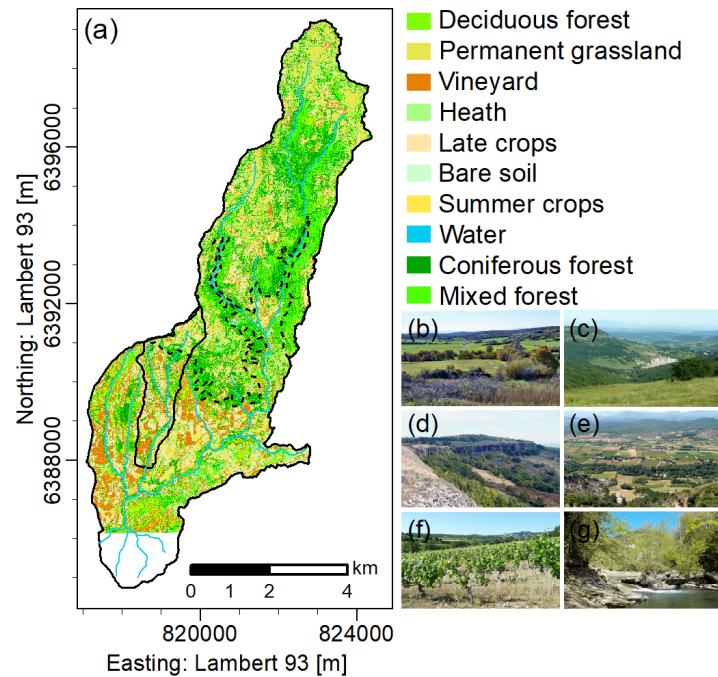 (a)
Northing: Lambert 93 [m]
6396000
6392000
6388000
km
0 2 4
820000 824000
Easting: Lambert 93 [m]
Deciduous forest
Permanent grassland
Vineyard
Heath
Late crops
Bare soil
Summer crops
Water
Coniferous forest
Mixed forest
(b) (c)
(d) (e)
(f) (g)